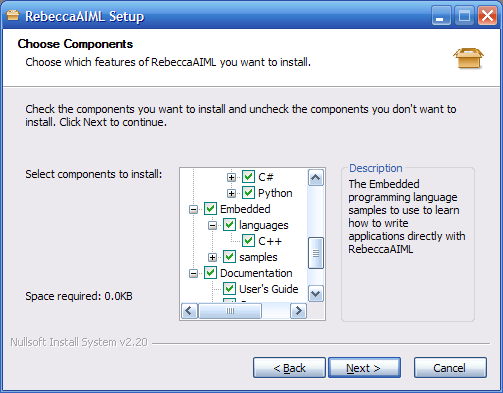 RebeccaAIML Setup
Choose Components
Choose which features of RebeccaAIML you want to install.
Check the components you want to install and uncheck the components you don't want to
install. Click Next to continue.
Select components to install:
C#
Python
Embedded
languages
C++
samples
Documentation
User's Guide
Space required: 0.0KB
Description
The Embedded
programming language
samples to use to learn
how to write
applications directly with
RebeccaAIML
Nullsoft Install System v2.20
< Back
Next >
Cancel